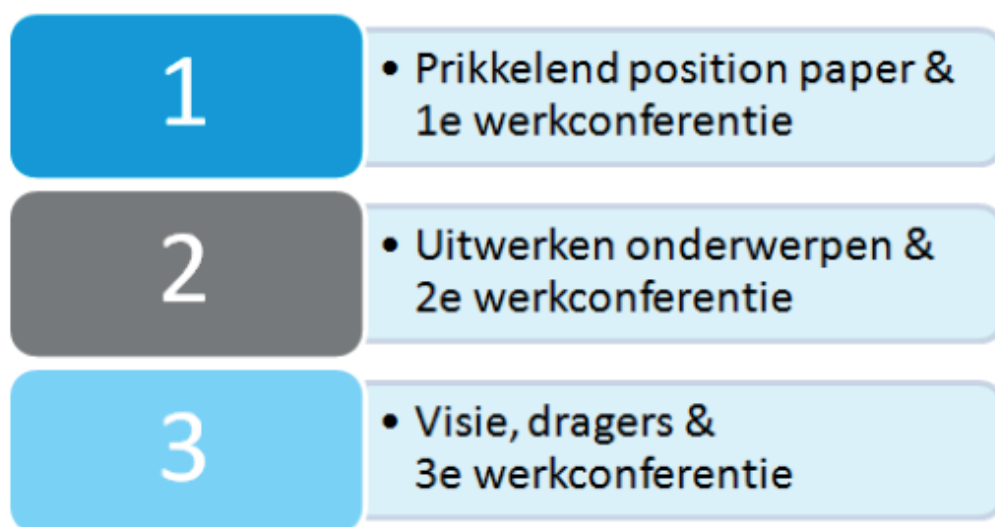 1
• Prikkelend position paper &
1e werkconferentie
2
• Uitwerken onderwerpen &
2e werkconferentie
3
• Visie, dragers &
3e werkconferentie